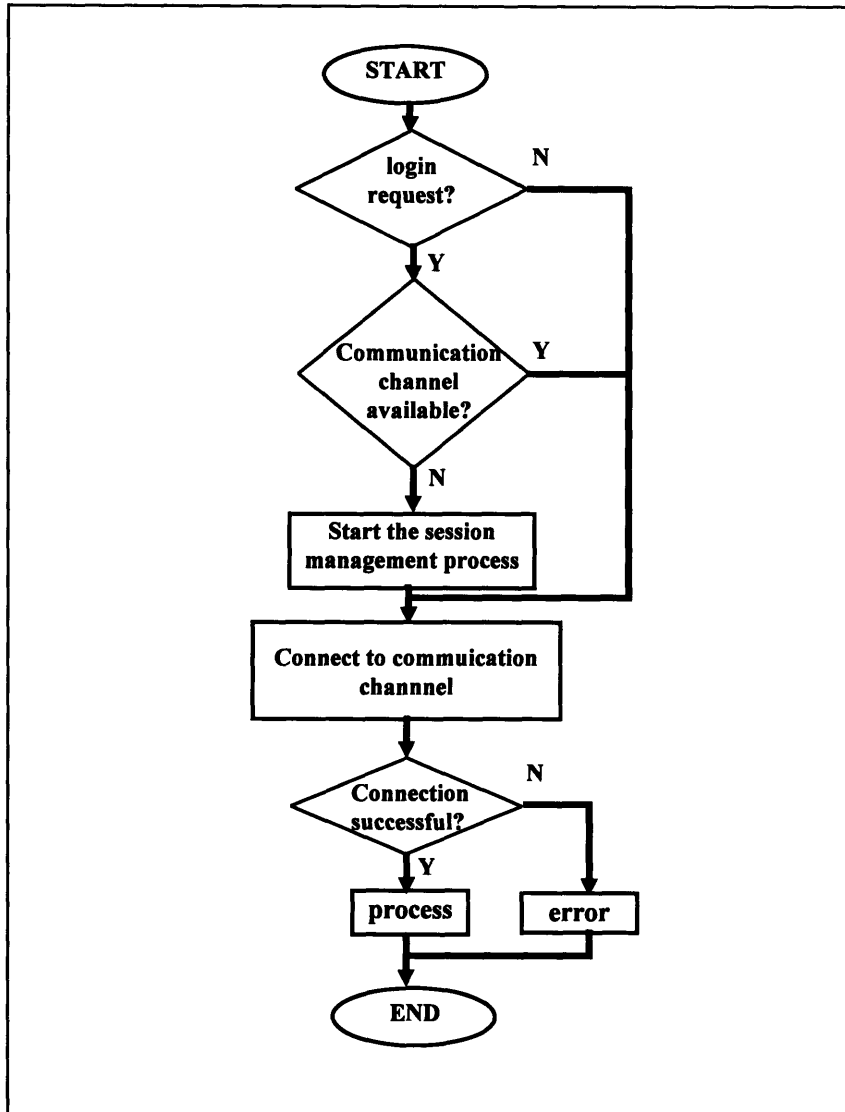 START
login
request?
N
Y
Communication
channel
available?
Y
N
Start the session
management process
Connect to commuication
channnel
Connection
successful?
N
Y
process
error
END